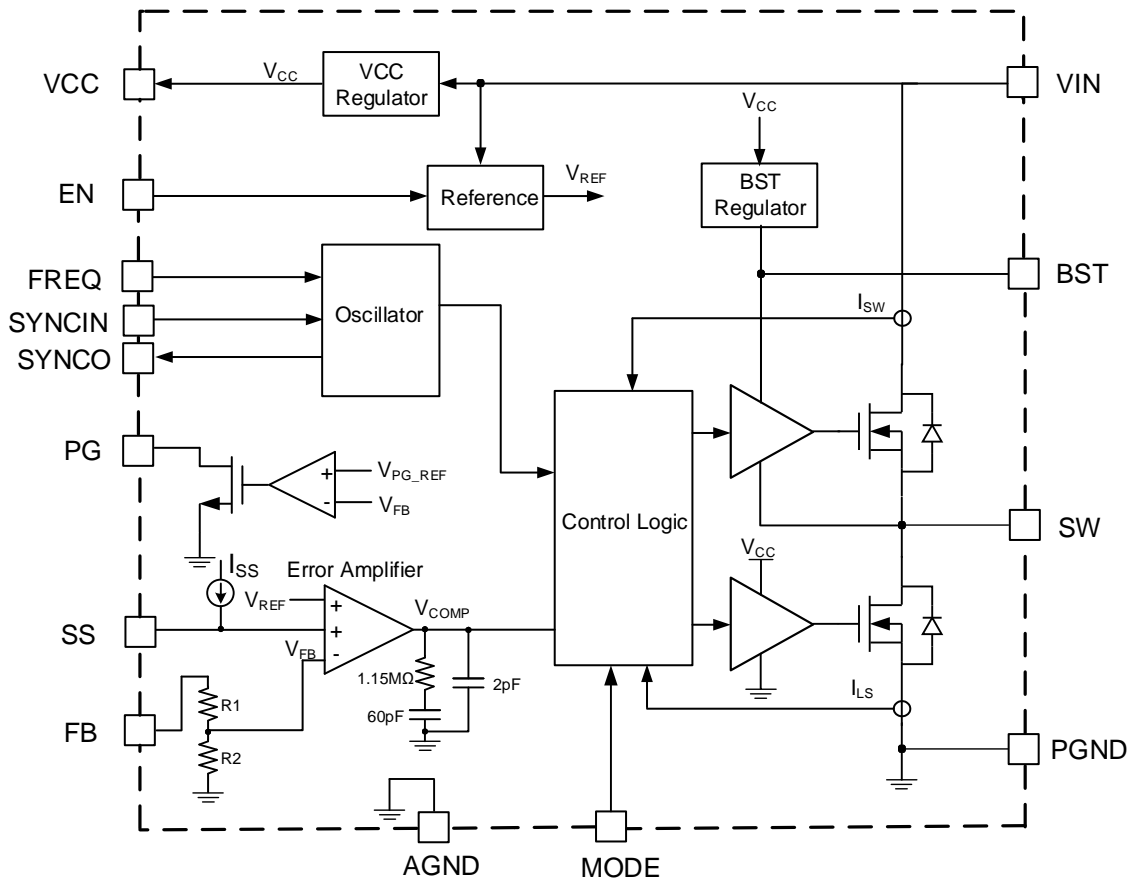 VCC
VCC
VCC
Regulator
VIN
VCC
EN
Reference
VREF
BST
Regulator
FREQ
SYNCIN
SYNCO
Oscillator
BST
ISW
PG
VPG_REF
VFB
+
-
Control Logic
SW
VCC
ISS
Error Amplifier
VREF
+
+
-
VCOMP
SS
VFB
1.15MΩ
2pF
60pF
ILS
FB
R1
R2
PGND
AGND
MODE